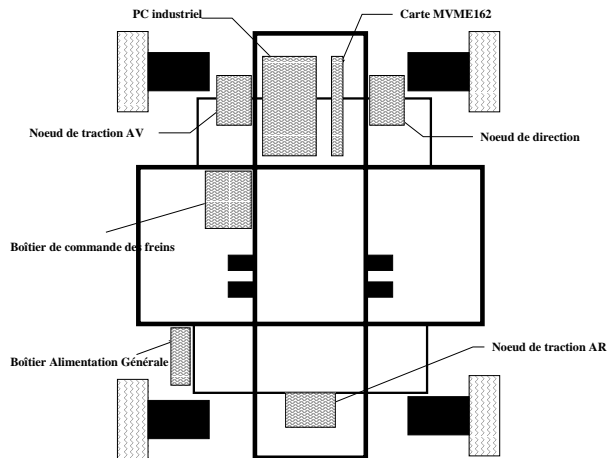 PC industriel
Carte MVME162
Noeud de traction AV
Noeud de direction
Boîtier de commande des freins
Boîtier Alimentation Générale
Noeud de traction AR